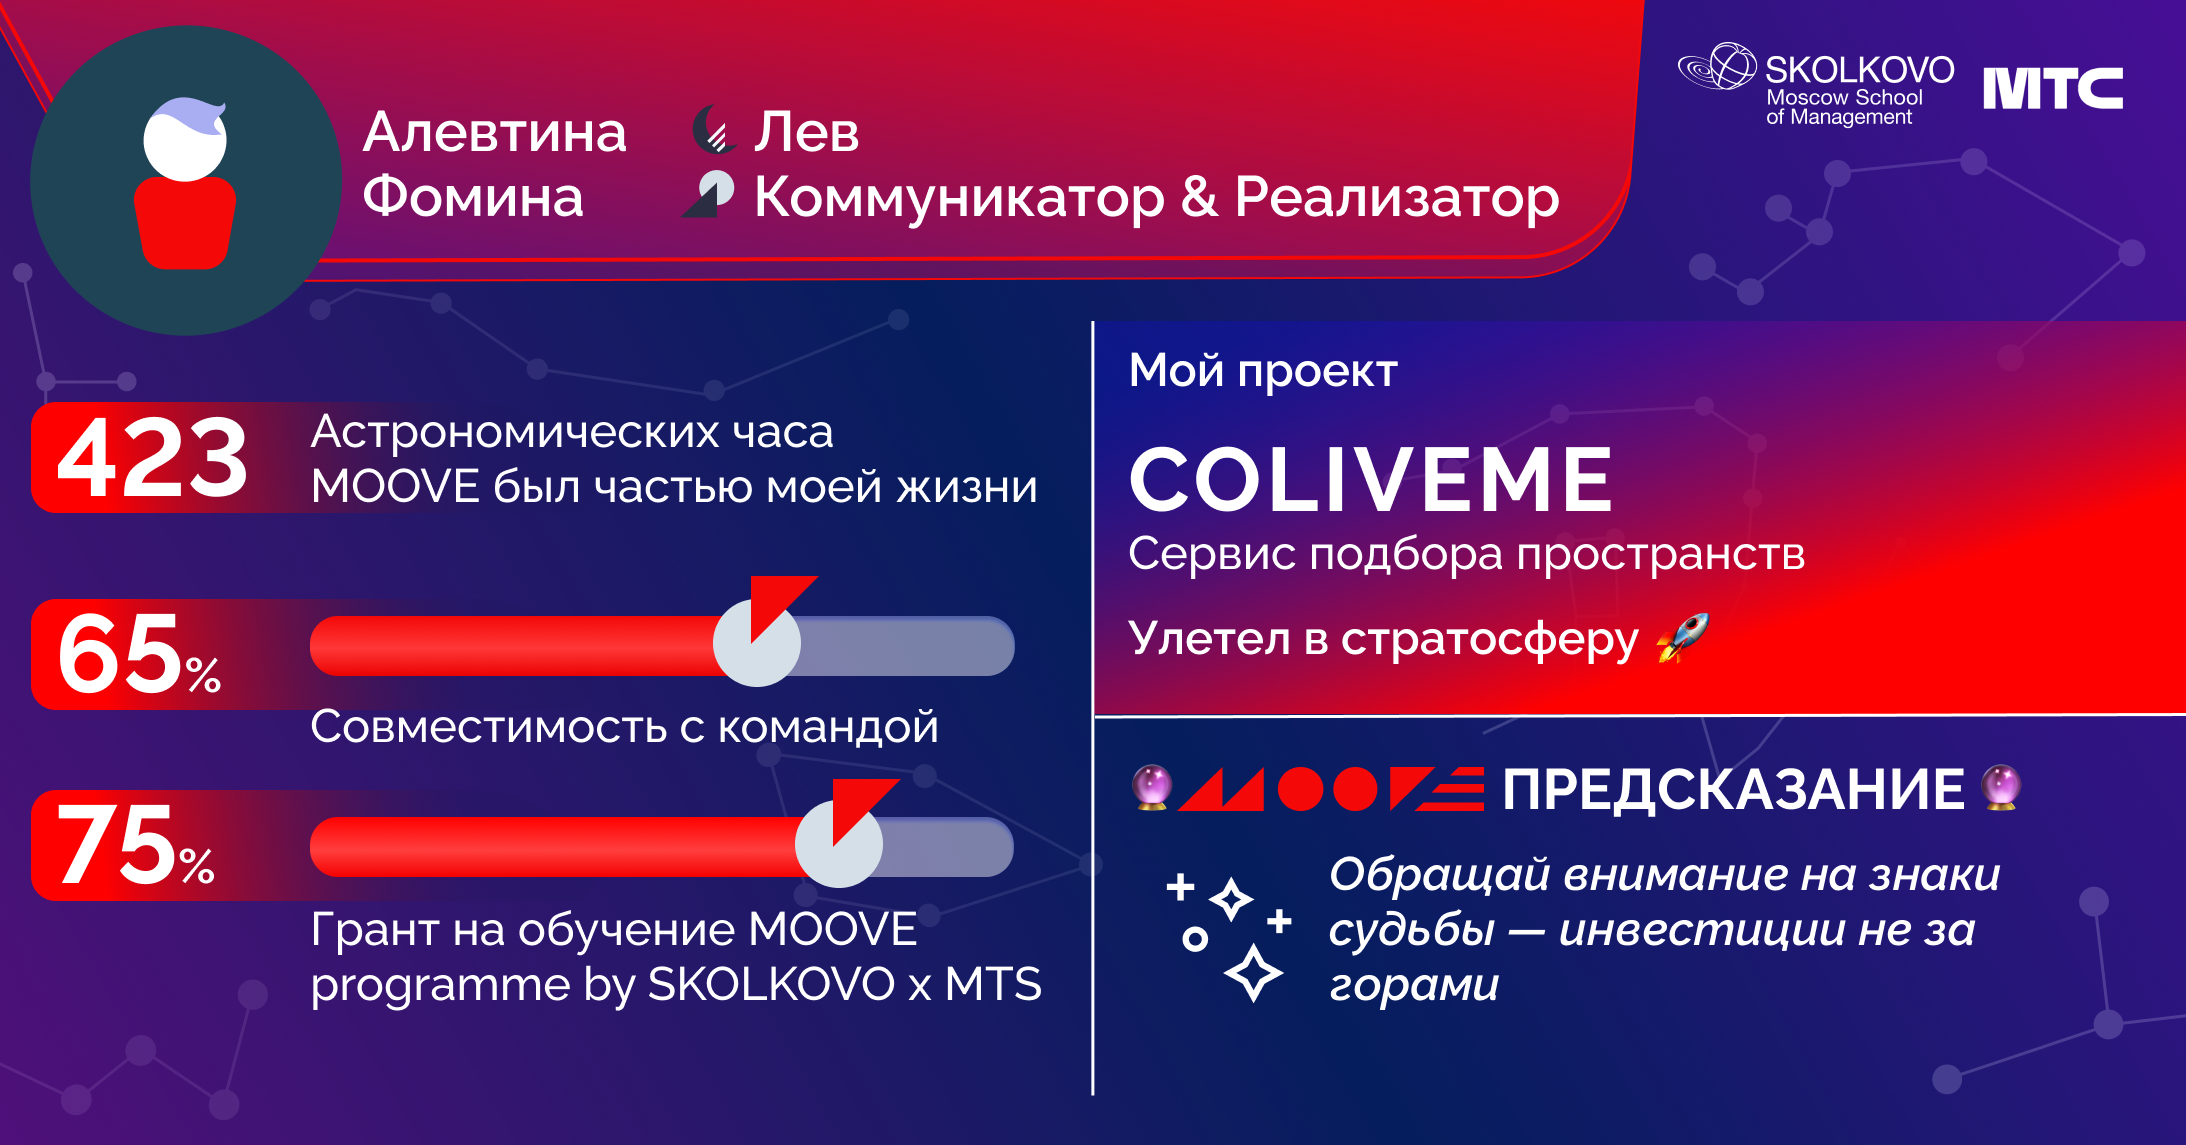 Алевтина
Фомина
Лев
Коммуникатор & Реализатор
SKOLKOVO
Moscow School
of Management
МТС
423
Астрономических часа
MOOVE был частью моей жизни
65%
Совместимость с командой
75%
Грант на обучение MOOVE
programme by SKOLKOVO x MTS
Мой проект
COLIVEME
Сервис подбора пространств
Улетел в стратосферу 🚀
🔮 MOOVE ПРЕДСКАЗАНИЕ 🔮
Обращай внимание на знаки
судьбы — инвестиции не за
горами